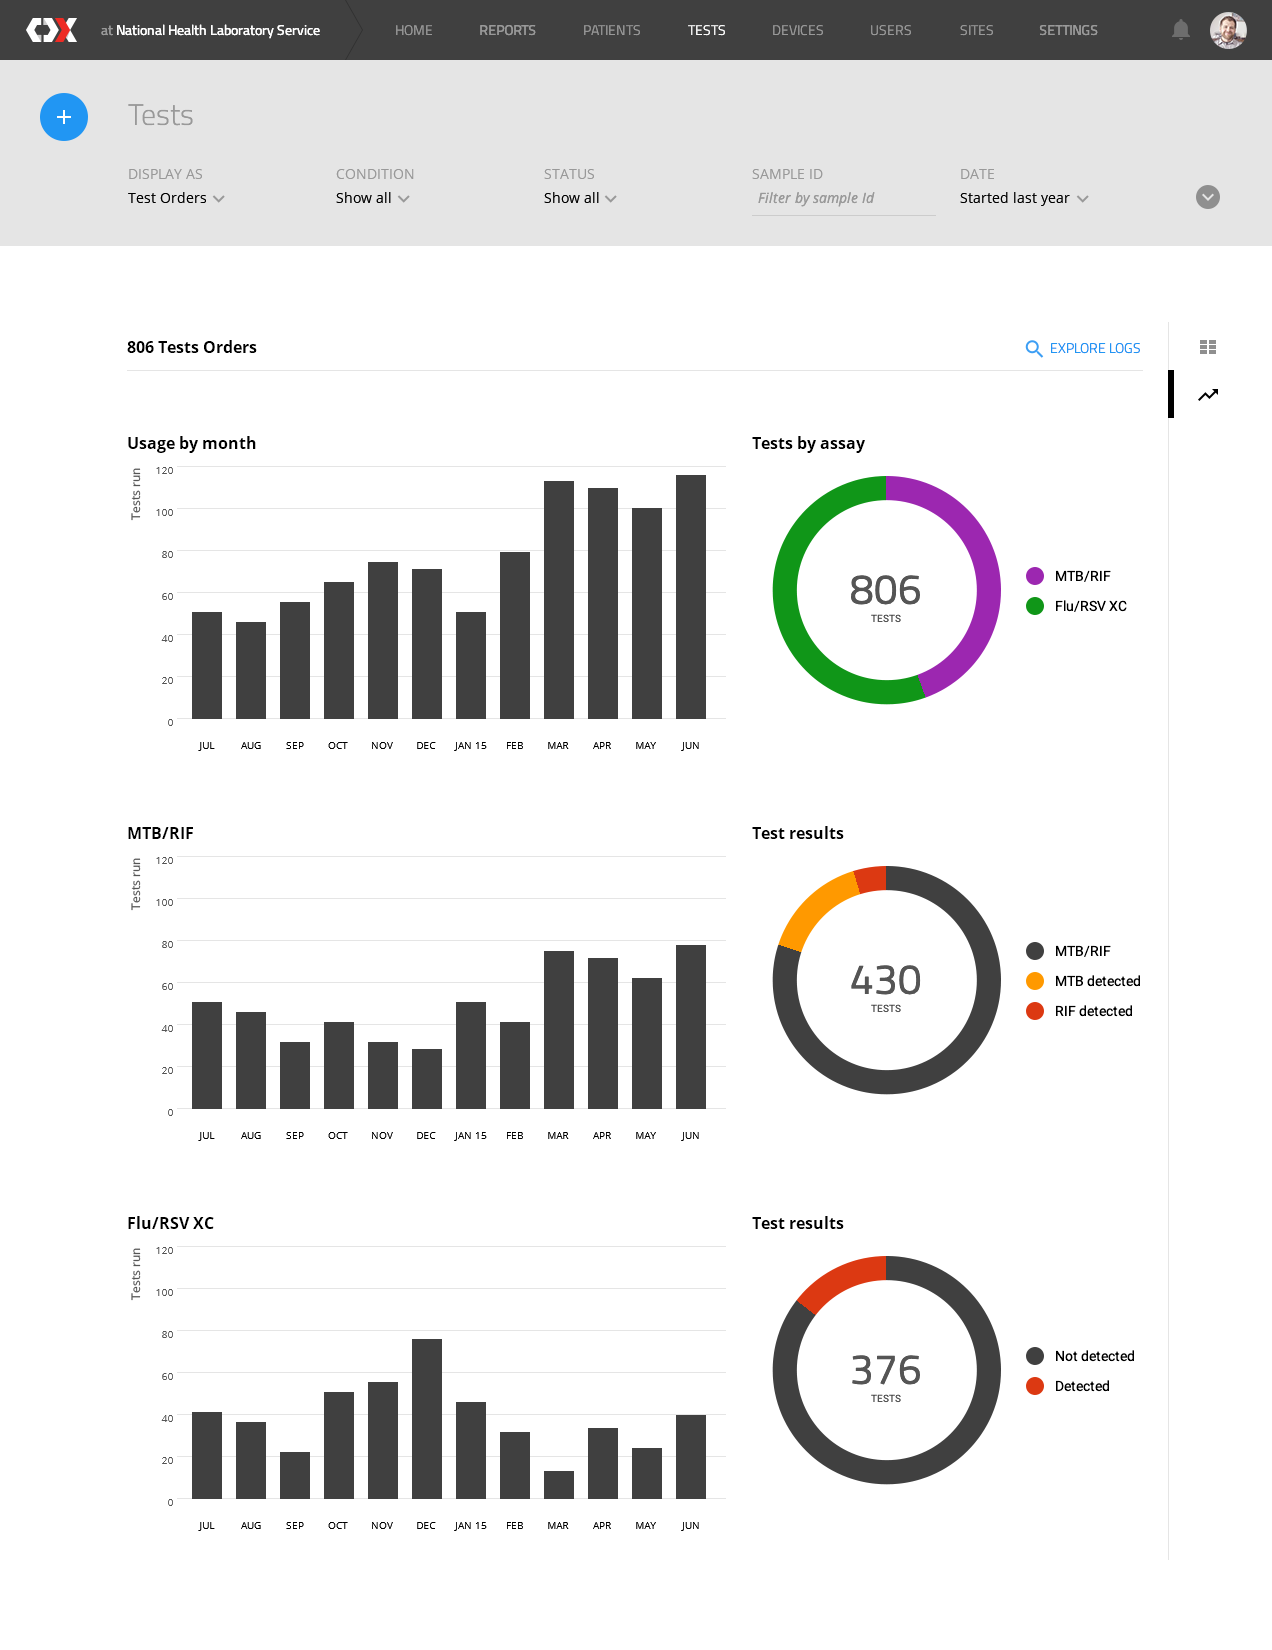 CDX at National Health Laboratory Service HOME REPORTS PATIENTS TESTS DEVICES USERS SITES SETTINGS
Tests
DISPLAY AS CONDITION STATUS SAMPLE ID DATE
Test Orders Show all Show all Filter by sample Id Started last year
806 Tests Orders EXPLORE LOGS
Usage by month Tests by assay
Tests run
120
100
80
60
40
20
0
JUL AUG SEP OCT NOV DEC JAN 15 FEB MAR APR MAY JUN
806
TESTS
MTB/RIF
Flu/RSV XC
MTB/RIF Test results
Tests run
120
100
80
60
40
20
0
JUL AUG SEP OCT NOV DEC JAN 15 FEB MAR APR MAY JUN
430
TESTS
MTB/RIF
MTB detected
RIF detected
Flu/RSV XC Test results
Tests run
120
100
80
60
40
20
0
JUL AUG SEP OCT NOV DEC JAN 15 FEB MAR APR MAY JUN
376
TESTS
Not detected
Detected